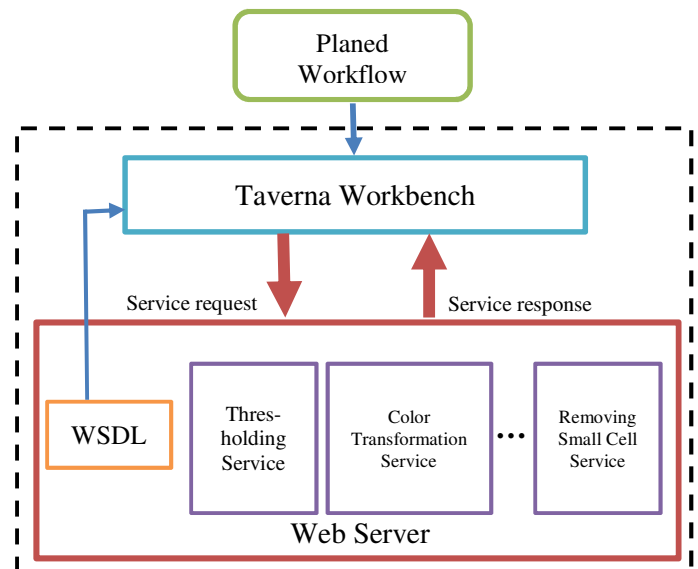 Planed
Workflow
Taverna Workbench
Service request
Service response
WSDL
Thres-
holding
Service
Color
Transformation
Service
...
Removing
Small Cell
Service
Web Server